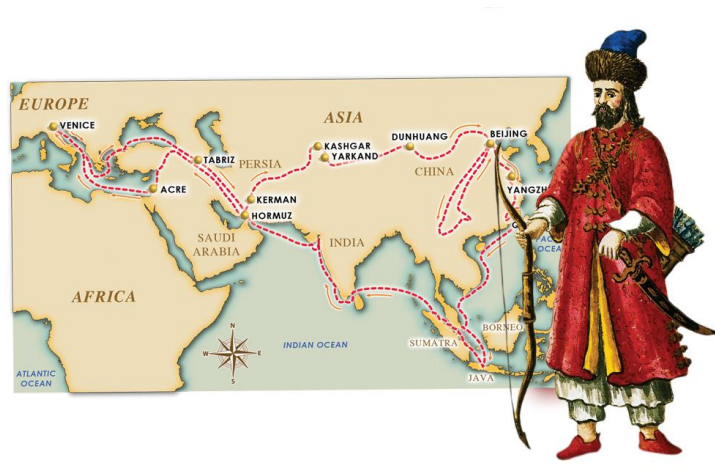 EUROPE
VENICE
ASIA
DUNHUANG
BEIJING
KASHGAR
YARKAND
TABRIZ
PERSIA
CHINA
ACRE
YANGZH
KERMAN
HORMUZ
SAUDI
ARABIA
INDIA
AFRICA
N
W
E
S
INDIAN OCEAN
BORNEO
SUMATRA
JAVA
ATLANTIC
OCEAN
OCEA